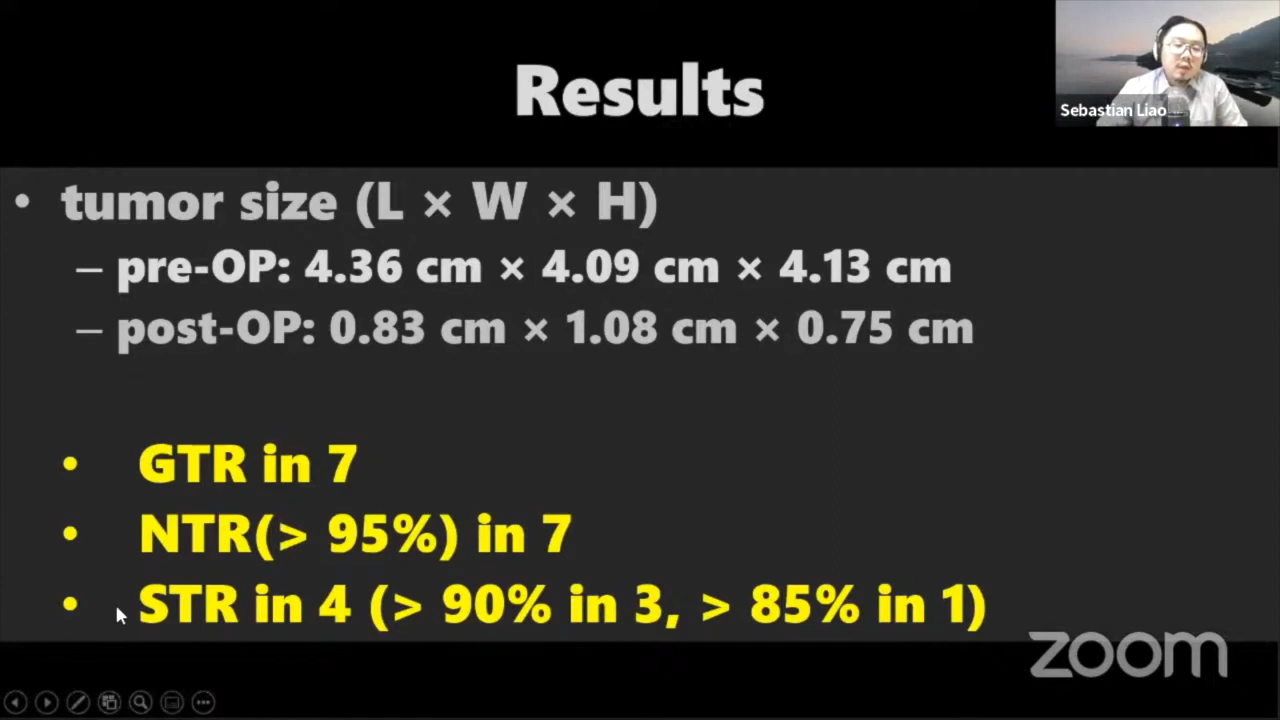 Results
Sebastian Liao
• tumor size (L × W × H)
– pre-OP: 4.36 cm × 4.09 cm × 4.13 cm
– post-OP: 0.83 cm × 1.08 cm × 0.75 cm
• GTR in 7
• NTR(> 95%) in 7
• STR in 4 (> 90% in 3, > 85% in 1)
zoom